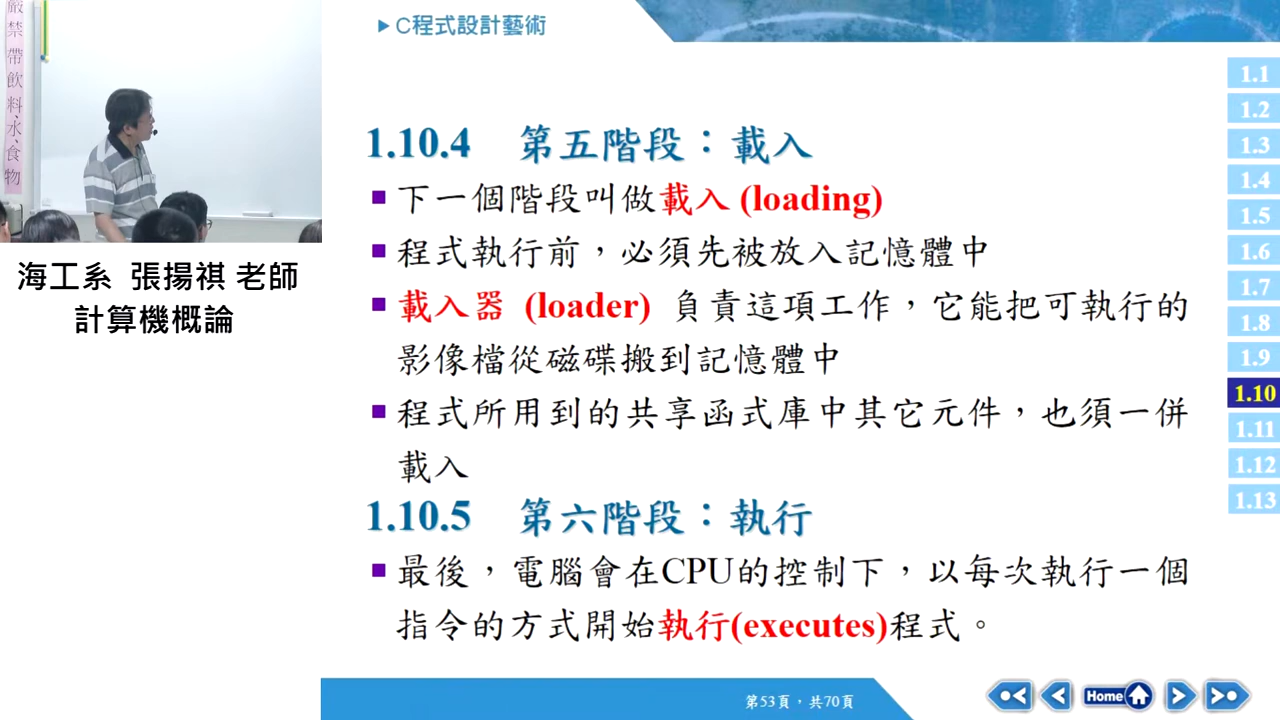 嚴禁帶飲料、水、食物
C程式設計藝術
海工系 張揚祺 老師
計算機概論
1.10.4 第五階段：載入
下一個階段叫做載入 (loading)
程式執行前，必須先被放入記憶體中
載入器 (loader) 負責這項工作，它能把可執行的
影像檔從磁碟搬到記憶體中
程式所用到的共享函式庫中其它元件，也須一併
載入
1.10.5 第六階段：執行
最後，電腦會在CPU的控制下，以每次執行一個
指令的方式開始執行(executes)程式。
1.1
1.2
1.3
1.4
1.5
1.6
1.7
1.8
1.9
1.10
1.11
1.12
1.13
第53頁，共70頁
Home